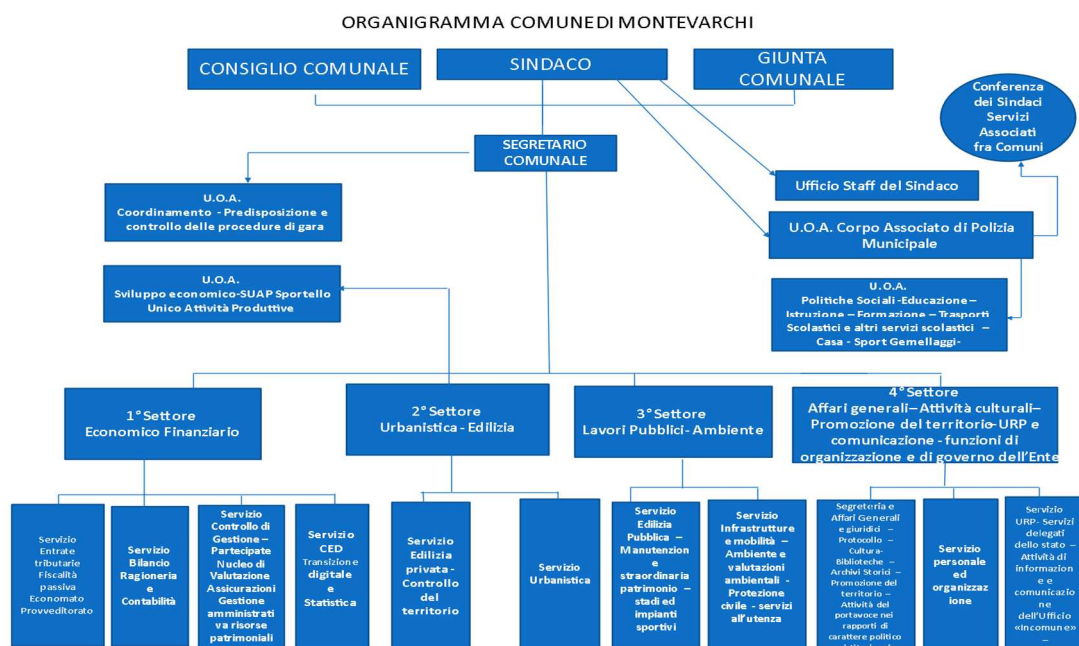 ORGANIGRAMMA COMUNE DI MONTEVARCHI
CONSIGLIO COMUNALE
SINDACO
GIUNTA
COMUNALE
Conferenza
dei Sindaci
Servizi
Associati
fra Comuni
SEGRETARIO
COMUNALE
Ufficio Staff del Sindaco
U.O.A.
Coordinamento - Predisposizione e
controllo delle procedure di gara
U.O.A. Corpo Associato di Polizia
Municipale
U.O.A.
Sviluppo economico-SUAP Sportello
Unico Attività Produttive
U.O.A.
Politiche Sociali -Educazione –
Istruzione – Formazione – Trasporti
Scolastici e altri servizi scolastici –
Casa - Sport Gemellaggi-
1° Settore
Economico Finanziario
2° Settore
Urbanistica - Edilizia
3° Settore
Lavori Pubblici- Ambiente
4° Settore
Affari generali– Attività culturali–
Promozione del territorio–URP e
comunicazione - funzioni di
organizzazione e di governo dell'Ente
Servizio
Entrate
tributarie
Fiscalità
passiva
Economato
Provveditorato
Servizio
Bilancio
Ragioneria
e
Contabilità
Servizio
Controllo di
Gestione –
Partecipate
Nucleo di
Valutazione
Assicurazioni
Gestione
amministrati
va risorse
patrimoniali
Servizio
CED
Transizione
digitale
e
Statistica
Servizio
Edilizia
privata -
Controllo
del
territorio
Servizio
Urbanistica
Servizio
Edilizia
Pubblica –
Manutenzion
e
straordinaria
patrimonio –
stadi ed
impianti
sportivi
Servizio
Infrastrutture
e mobilità –
Ambiente e
valutazioni
ambientali -
Protezione
civile - servizi
all'utenza
Segreteria e
Affari Generali
e giuridici –
Protocollo –
Cultura-
Biblioteche –
Archivi Storici –
Promozione del
territorio –
Attività del
portavoce nei
rapporti di
carattere politico
Servizio
personale
ed
organizza
zione
Servizio
URP- Servizi
delegati
dello stato –
Attività di
informazion
e e
comunicazio
ne
dell'Ufficio
«Incomune»
–